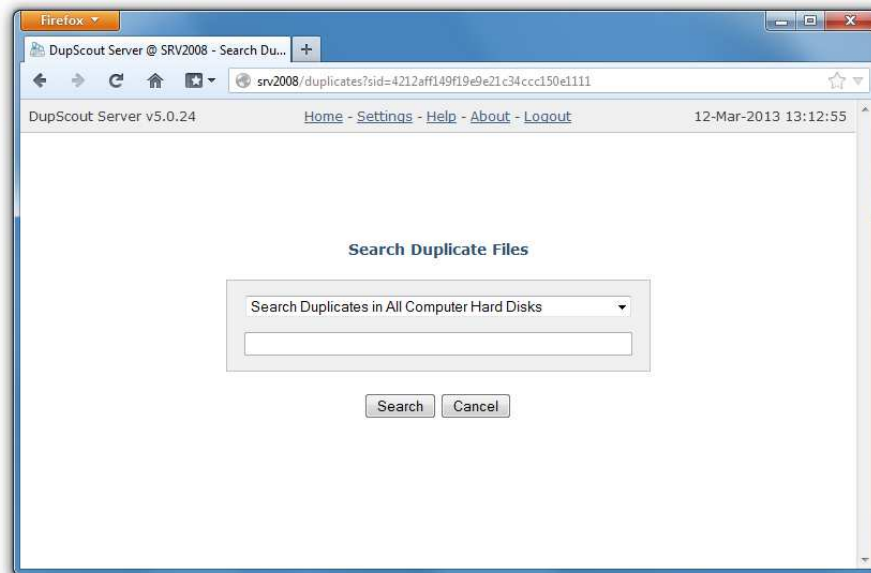 Firefox
DupScout Server @ SRV2008 - Search Du...
srv2008/duplicates?sid=4212aff149f19e9e21c34ccc150e1111
DupScout Server v5.0.24 Home - Settings - Help - About - Logout 12-Mar-2013 13:12:55
Search Duplicate Files
Search Duplicates in All Computer Hard Disks
Search Cancel